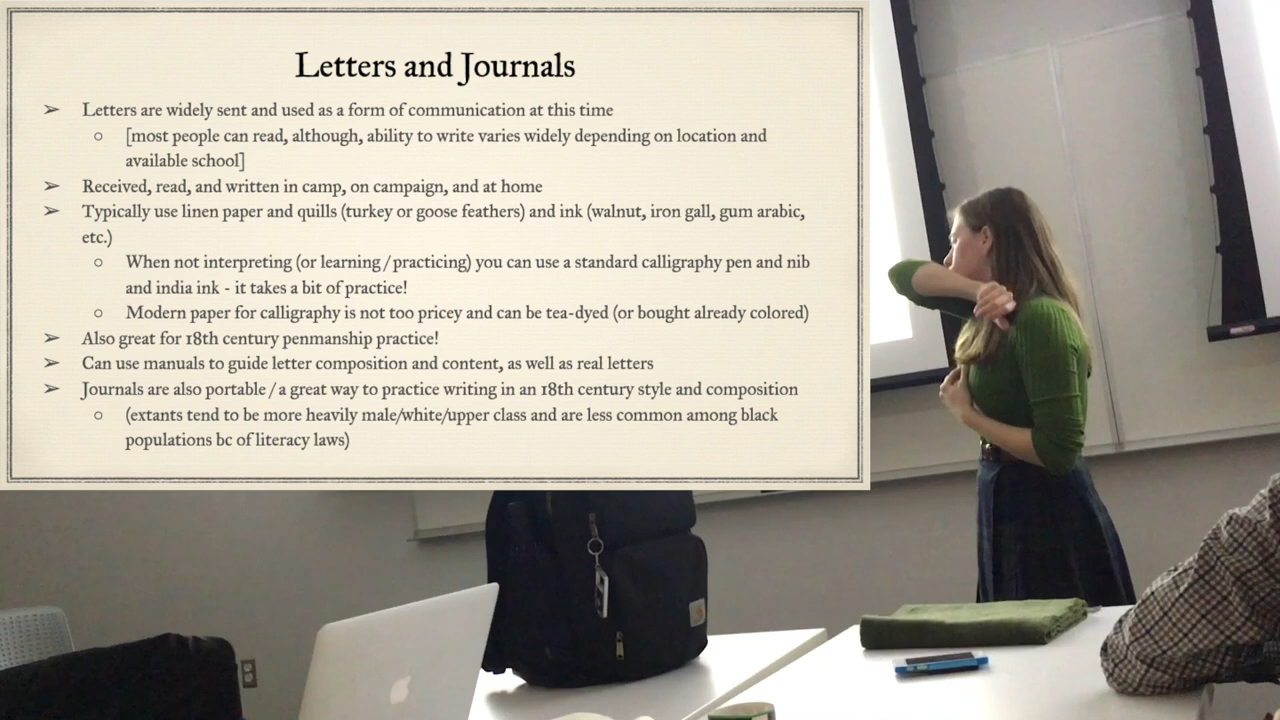 Letters and Journals
➢ Letters are widely sent and used as a form of communication at this time
○ [most people can read, although, ability to write varies widely depending on location and
available school]
➢ Received, read, and written in camp, on campaign, and at home
➢ Typically use linen paper and quills (turkey or goose feathers) and ink (walnut, iron gall, gum arabic,
etc.)
○ When not interpreting (or learning/practicing) you can use a standard calligraphy pen and nib
and india ink - it takes a bit of practice!
○ Modern paper for calligraphy is not too pricey and can be tea-dyed (or bought already colored)
➢ Also great for 18th century penmanship practice!
➢ Can use manuals to guide letter composition and content, as well as real letters
➢ Journals are also portable/a great way to practice writing in an 18th century style and composition
○ (extants tend to be more heavily male/white/upper class and are less common among black
populations bc of literacy laws)